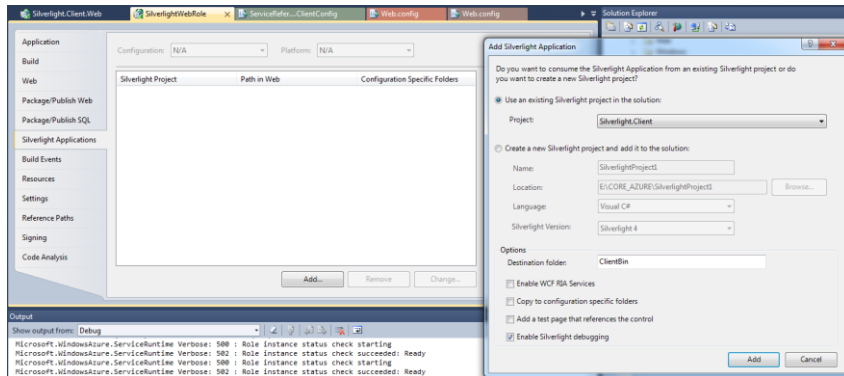 Silverlight.Client.Web
SilverlightWebRole
ServiceRefer...ClientConfig
Web.config
Web.config
Solution Explorer
Application
Build
Web
Package/Publish Web
Package/Publish SQL
Silverlight Applications
Build Events
Resources
Settings
Reference Paths
Signing
Code Analysis
Configuration: N/A Platform: N/A
Silverlight Project Path in Web Configuration Specific Folders
Add... Remove Change...
Output
Show output from: Debug
Microsoft.WindowsAzure.ServiceRuntime Verbose: 500 : Role instance status check starting
Microsoft.WindowsAzure.ServiceRuntime Verbose: 502 : Role instance status check succeeded: Ready
Microsoft.WindowsAzure.ServiceRuntime Verbose: 500 : Role instance status check starting
Microsoft.WindowsAzure.ServiceRuntime Verbose: 502 : Role instance status check succeeded: Ready
Add Silverlight Application
Do you want to consume the Silverlight Application from an existing Silverlight project or do
you want to create a new Silverlight project?
Use an existing Silverlight project in the solution:
Project: Silverlight.Client
Create a new Silverlight project and add it to the solution:
Name: SilverlightProject1
Location: E:\CORE_AZURE\SilverlightProject1 Browse...
Language: Visual C#
Silverlight Version: Silverlight 4
Options
Destination folder: ClientBin
Enable WCF RIA Services
Copy to configuration specific folders
Add a test page that references the control
Enable Silverlight debugging
Add Cancel